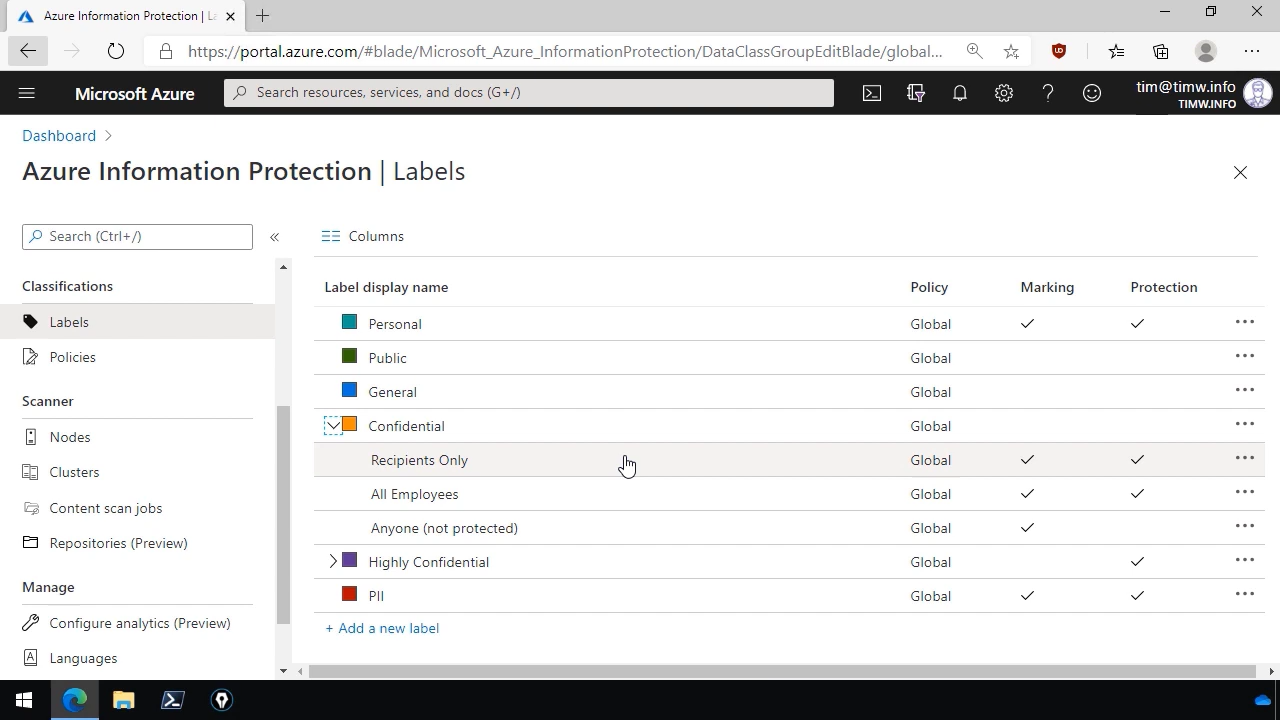 Azure Information Protection | La
https://portal.azure.com/#blade/Microsoft_Azure_InformationProtection/DataClassGroupEditBlade/global...
Microsoft Azure
Search resources, services, and docs (G+/)
tim@timw.info
TIMW.INFO
Dashboard
Azure Information Protection | Labels
Search (Ctrl+/)
Columns
Classifications
Labels
Policies
Scanner
Nodes
Clusters
Content scan jobs
Repositories (Preview)
Manage
Configure analytics (Preview)
Languages
Label display name Policy Marking Protection
Personal Global
Public Global
General Global
Confidential Global
Recipients Only Global
All Employees Global
Anyone (not protected) Global
Highly Confidential Global
PII Global
+ Add a new label